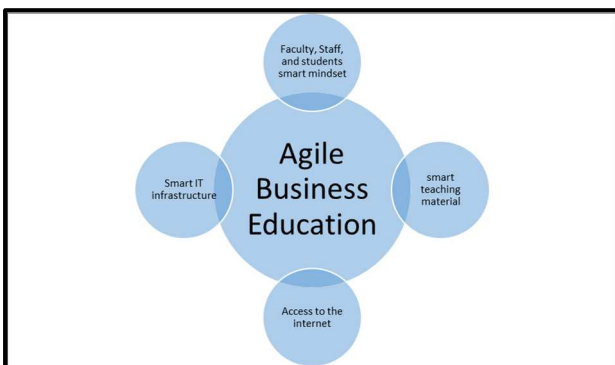 Faculty, Staff,
and students
smart mindset
Agile
Business
Education
Smart IT
infrastructure
smart
teaching
material
Access to the
internet